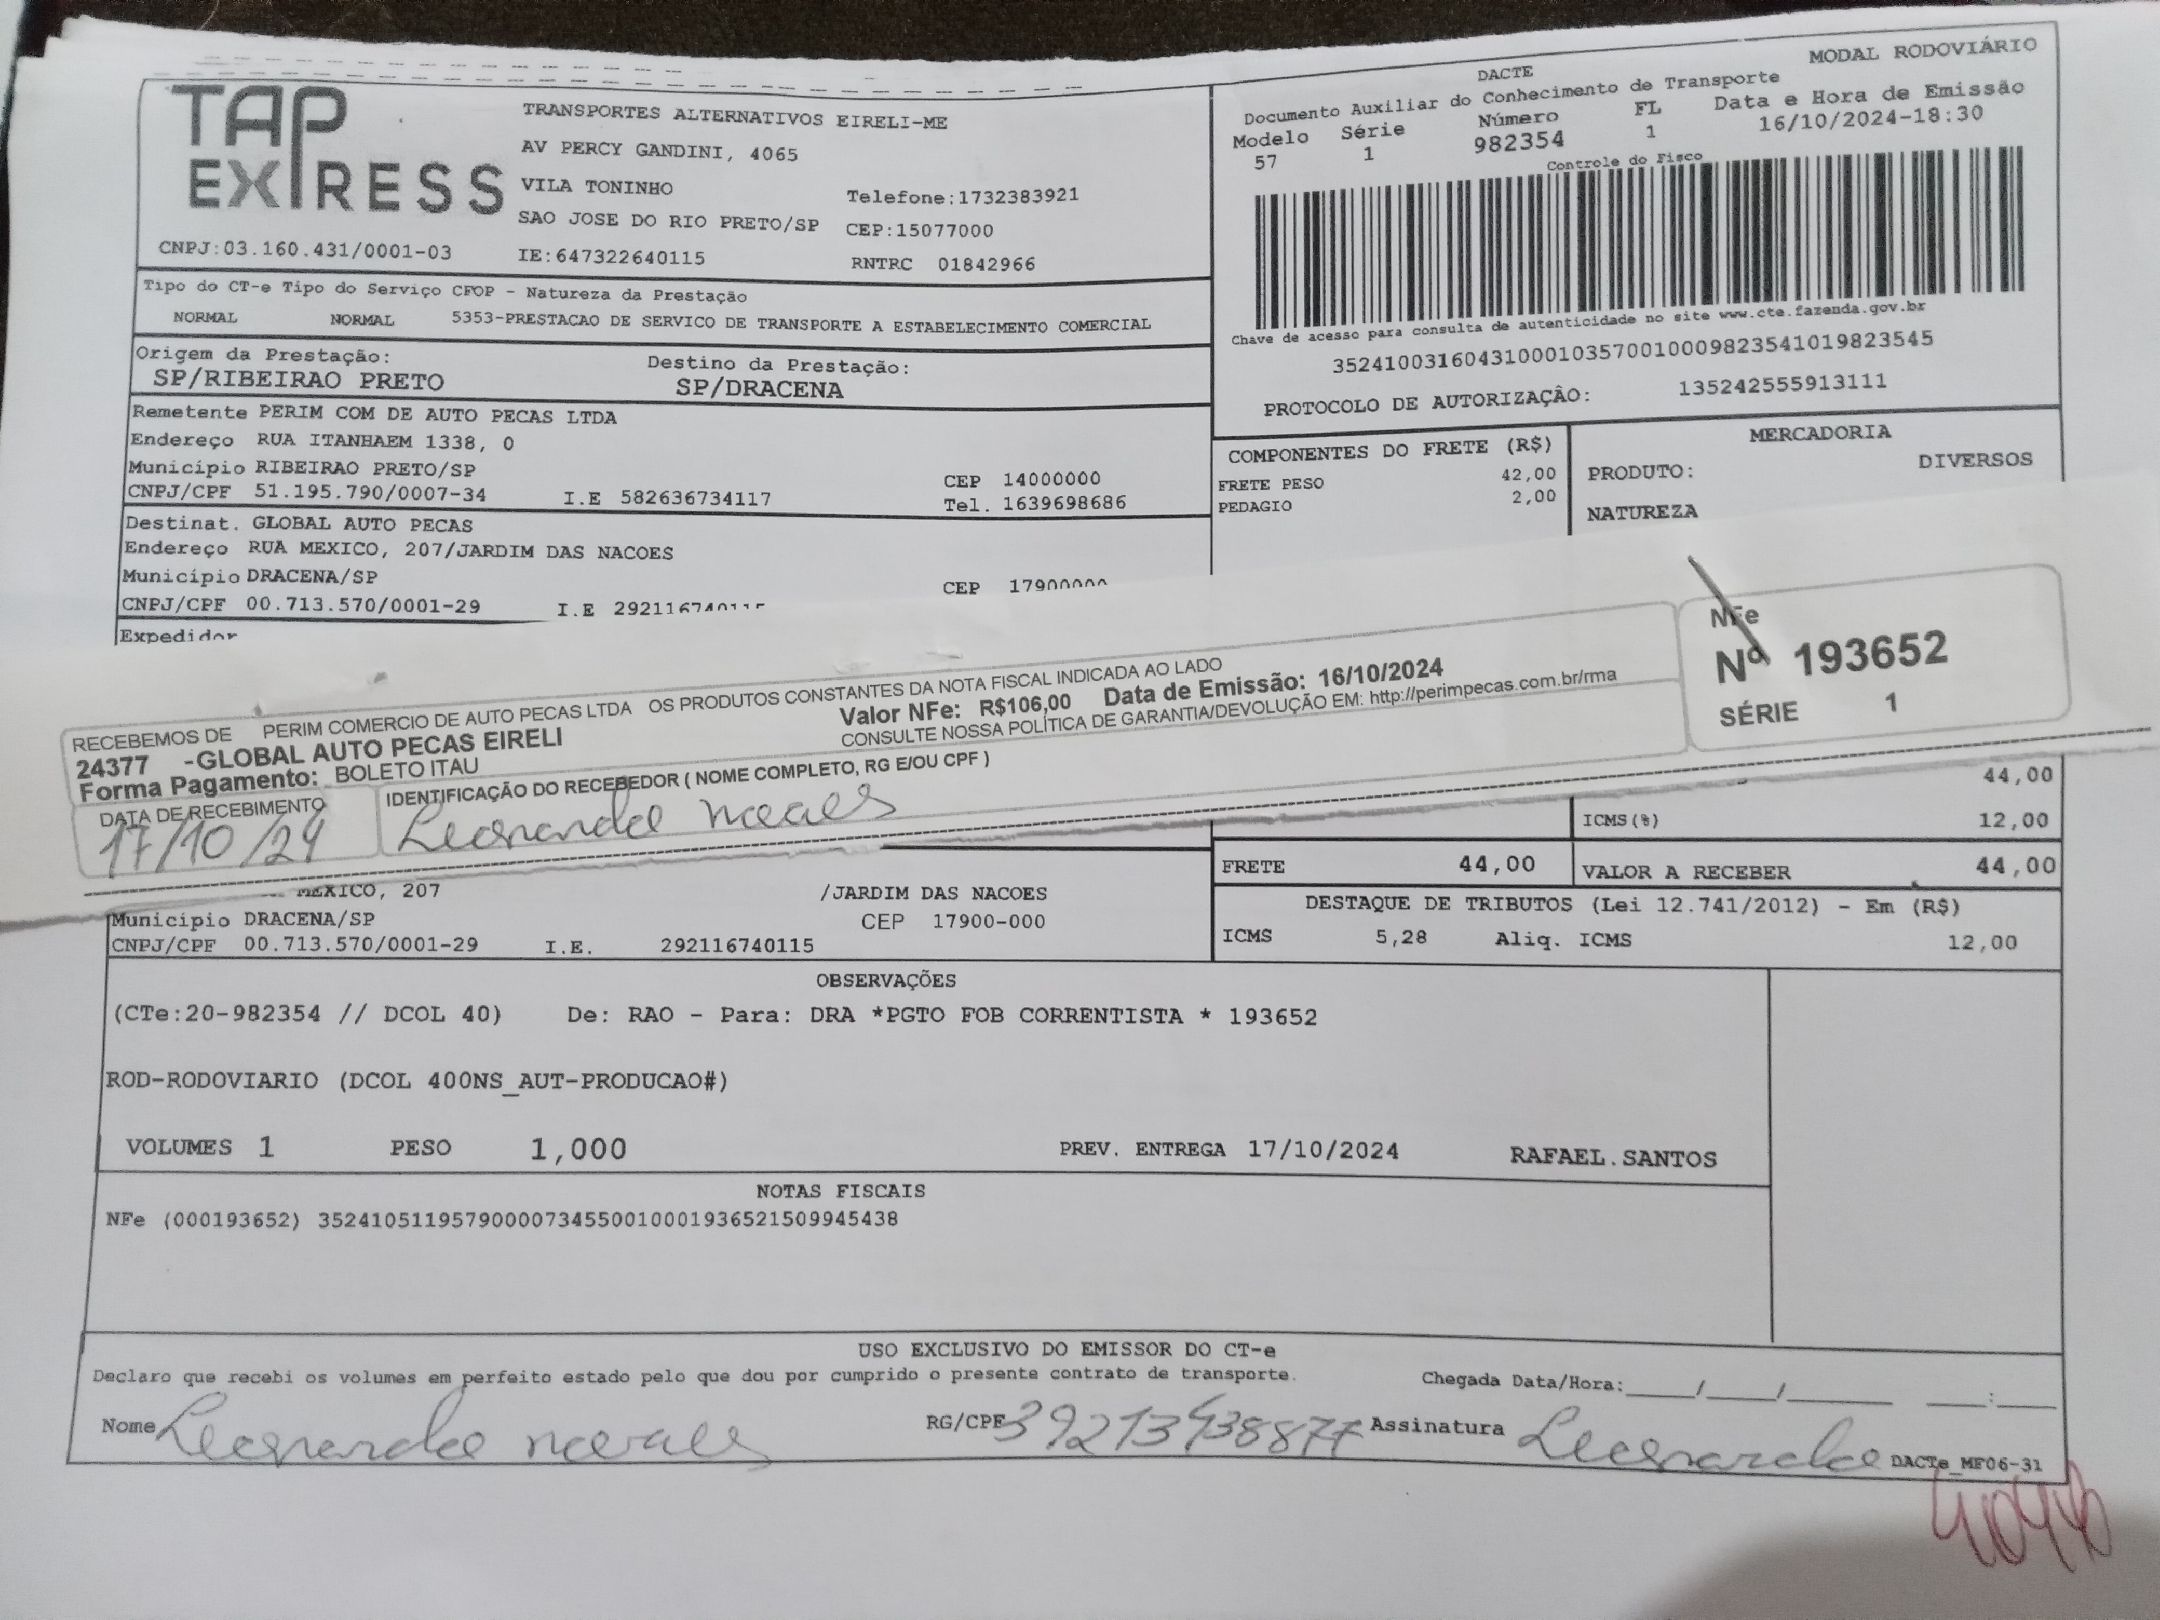 TAP EXPRESS
TRANSPORTES ALTERNATIVOS EIRELI-ME
AV PERCY GANDINI, 4065
VILA TONINHO
Telefone:1732383921
SAO JOSE DO RIO PRETO/SP CEP:15077000
CNPJ:03.160.431/0001-03 IE:647322640115 RNTRC 01842966
MODAL RODOVIÁRIO
DACTE
Documento Auxiliar do Conhecimento de Transporte
Modelo Série Número FL Data e Hora de Emissão
57 1 982354 1 16/10/2024-18:30
Controle do Fisco
Chave de acesso para consulta de autenticidade no site www.cte.fazenda.gov.br
35241003160431000103570010009823541019823545
PROTOCOLO DE AUTORIZAÇÃO: 135242555913111
Tipo do CT-e Tipo do Serviço CFOP - Natureza da Prestação
NORMAL NORMAL 5353-PRESTACAO DE SERVICO DE TRANSPORTE A ESTABELECIMENTO COMERCIAL
Origem da Prestação: Destino da Prestação:
SP/RIBEIRAO PRETO SP/DRACENA
Remetente PERIM COM DE AUTO PECAS LTDA
Endereço RUA ITANHAEM 1338, 0
Município RIBEIRAO PRETO/SP CEP 14000000
CNPJ/CPF 51.195.790/0007-34 I.E 582636734117 Tel. 1639698686
Destinat. GLOBAL AUTO PECAS
Endereço RUA MEXICO, 207/JARDIM DAS NACOES
Município DRACENA/SP CEP 17900000
CNPJ/CPF 00.713.570/0001-29 I.E 292116740115
Expedidor
COMPONENTES DO FRETE (R$)
FRETE PESO 42,00
PEDAGIO 2,00
MERCADORIA
PRODUTO: DIVERSOS
NATUREZA
RECEBEMOS DE PERIM COMERCIO DE AUTO PECAS LTDA OS PRODUTOS CONSTANTES DA NOTA FISCAL INDICADA AO LADO
24377 -GLOBAL AUTO PECAS EIRELI Valor NFe: R$106,00 Data de Emissão: 16/10/2024
Forma Pagamento: BOLETO ITAU CONSULTE NOSSA POLÍTICA DE GARANTIA/DEVOLUÇÃO EM: http://perimpecas.com.br/rma
DATA DE RECEBIMENTO IDENTIFICAÇÃO DO RECEBEDOR ( NOME COMPLETO, RG E/OU CPF )
17/10/24 Leonardo
NFe
Nº 193652
SÉRIE 1
44,00
ICMS(%) 12,00
FRETE 44,00 VALOR A RECEBER 44,00
DESTAQUE DE TRIBUTOS (Lei 12.741/2012) - Em (R$)
ICMS 5,28 Aliq. ICMS 12,00
MEXICO, 207 /JARDIM DAS NACOES
Município DRACENA/SP CEP 17900-000
CNPJ/CPF 00.713.570/0001-29 I.E. 292116740115
OBSERVAÇÕES
(CTe:20-982354 // DCOL 40) De: RAO - Para: DRA *PGTO FOB CORRENTISTA * 193652
ROD-RODOVIARIO (DCOL 400NS_AUT-PRODUCAO#)
VOLUMES 1 PESO 1,000 PREV. ENTREGA 17/10/2024 RAFAEL.SANTOS
NOTAS FISCAIS
NFe (000193652) 35241051195790000734550010001936521509945438
USO EXCLUSIVO DO EMISSOR DO CT-e
Declaro que recebi os volumes em perfeito estado pelo que dou por cumprido o presente contrato de transporte. Chegada Data/Hora:____/____/______ ___:___
Nome Leonardo RG/CPF 39213438877 Assinatura Leonardo DACTe_MF06-31